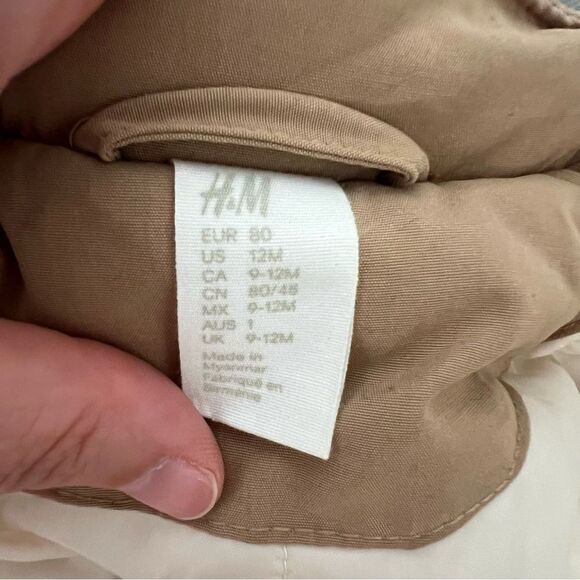 H&M
EUR 80
US 12M
CA 9-12M
CN 80/48
MX 9-12M
AUS 1
UK 9-12M
Made in
Myanmar
Fabriqué en
Birmanie